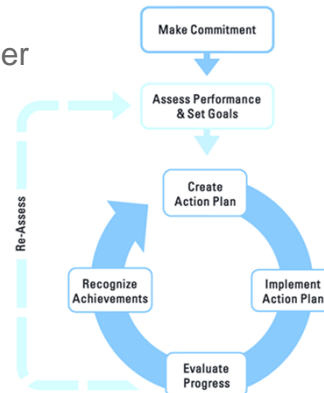 er
Make Commitment
Assess Performance
& Set Goals
Create
Action Plan
Re-Assess
Recognize
Achievements
Implement
Action Plan
Evaluate
Progress